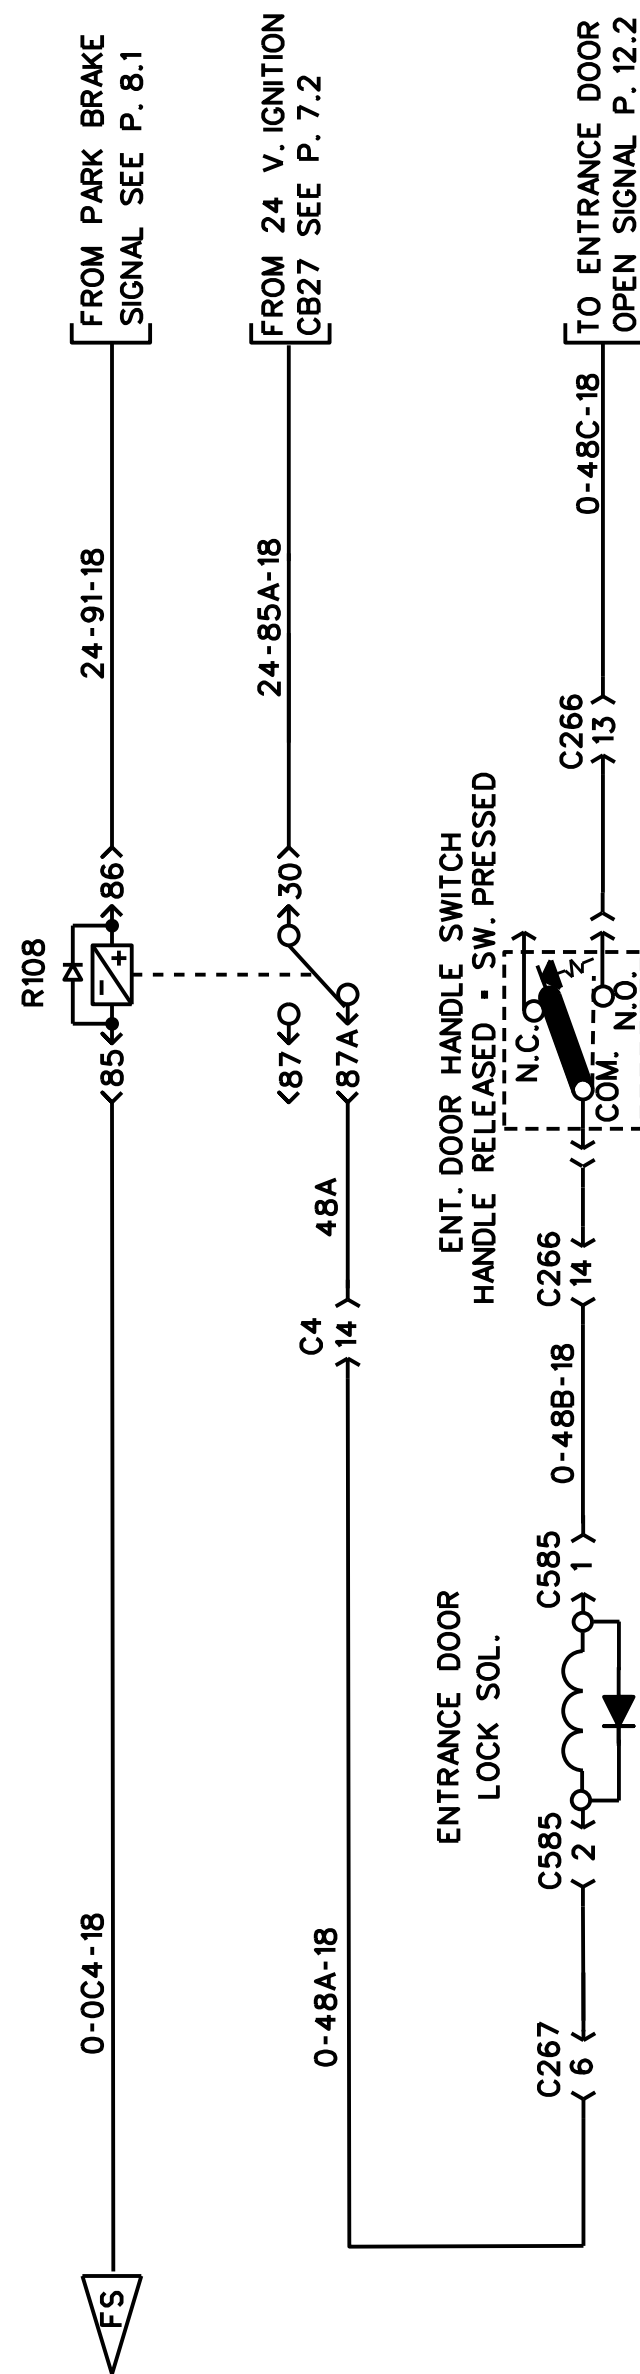 FROM PARK BRAKE
SIGNAL SEE P. 8.1
24-91-18
R108
86
+
-
85
0-0C4-18
FS
FROM 24 V. IGNITION
CB27 SEE P. 7.2
24-85A-18
30
87
87A
48A
C4
14
0-48A-18
ENT. DOOR HANDLE SWITCH
HANDLE RELEASED - SW. PRESSED
TO ENTRANCE DOOR
OPEN SIGNAL P. 12.2
0-48C-18
C266
13
N.C.
N.O.
COM.
C266
14
0-48B-18
C585
1
ENTRANCE DOOR
LOCK SOL.
C585
2
C267
6